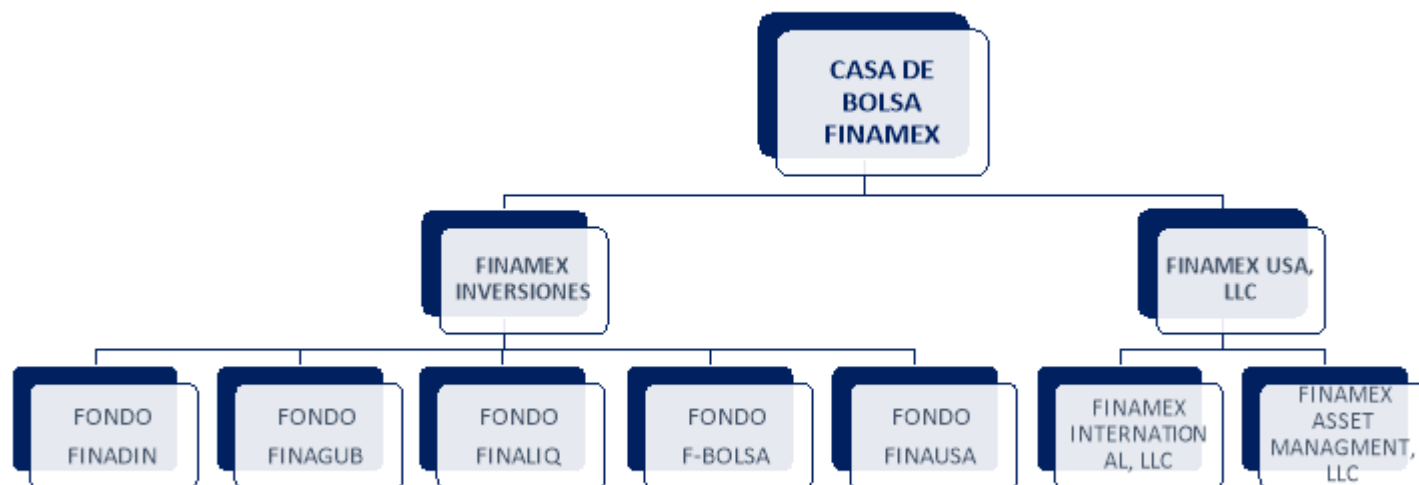 CASA DE
BOLSA
FINAMEX
FINAMEX
INVERSIONES
FINAMEX USA,
LLC
FONDO
FINADIN
FONDO
FINAGUB
FONDO
FINALIQ
FONDO
F-BOLSA
FONDO
FINAUSA
FINAMEX
INTERNATION
AL, LLC
FINAMEX
ASSET
MANAGMENT,
LLC